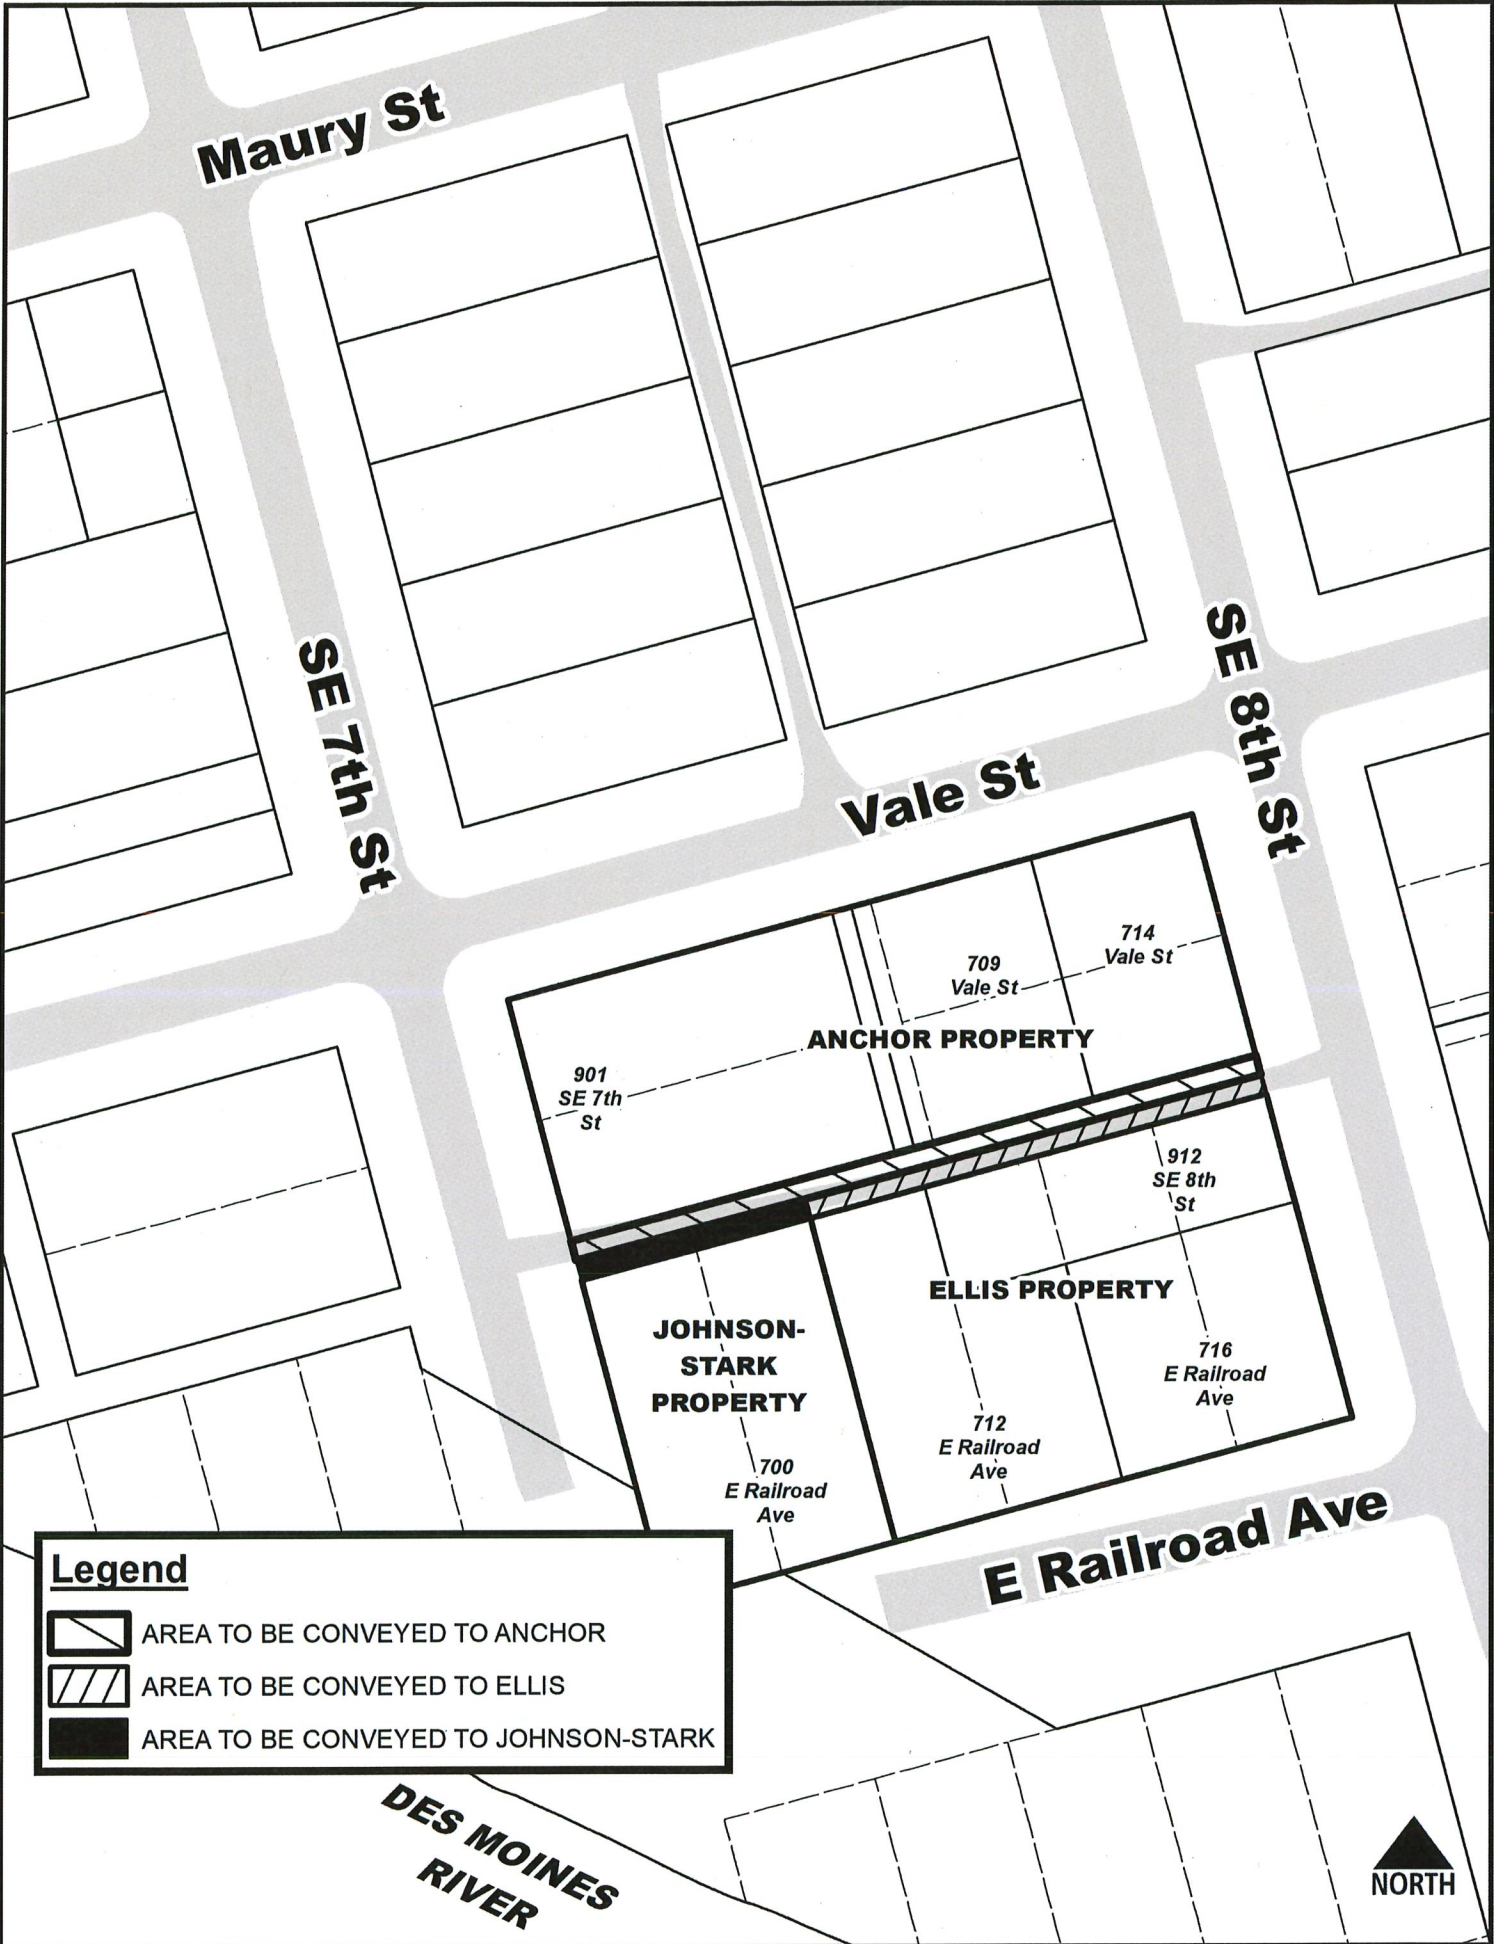 Maury St
SE 7th St
SE 8th St
Vale St
714
Vale St
709
Vale St
ANCHOR PROPERTY
901
SE 7th
St
912
SE 8th
St
ELLIS PROPERTY
JOHNSON-
STARK
PROPERTY
716
E Railroad
Ave
712
E Railroad
Ave
700
E Railroad
Ave
E Railroad Ave
Legend
AREA TO BE CONVEYED TO ANCHOR
AREA TO BE CONVEYED TO ELLIS
AREA TO BE CONVEYED TO JOHNSON-STARK
DES MOINES
RIVER
NORTH